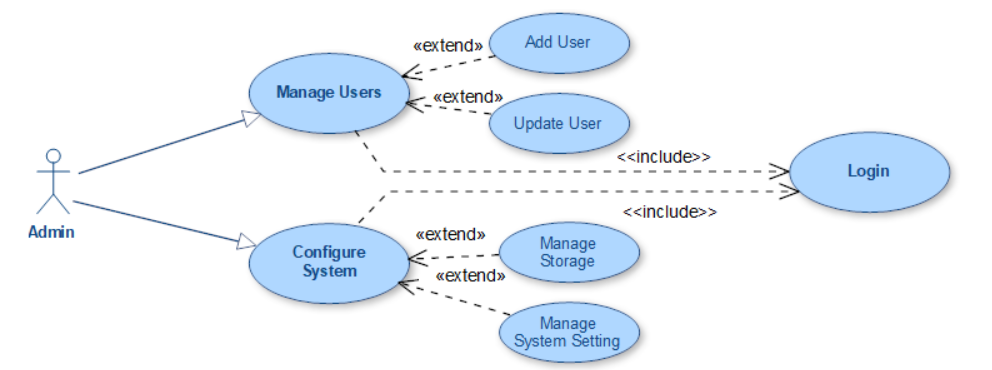 «extend»
Add User
Manage Users
«extend»
Update User
<<include>>
Login
Admin
<<include>>
Configure
System
«extend»
Manage
Storage
«extend»
Manage
System Setting